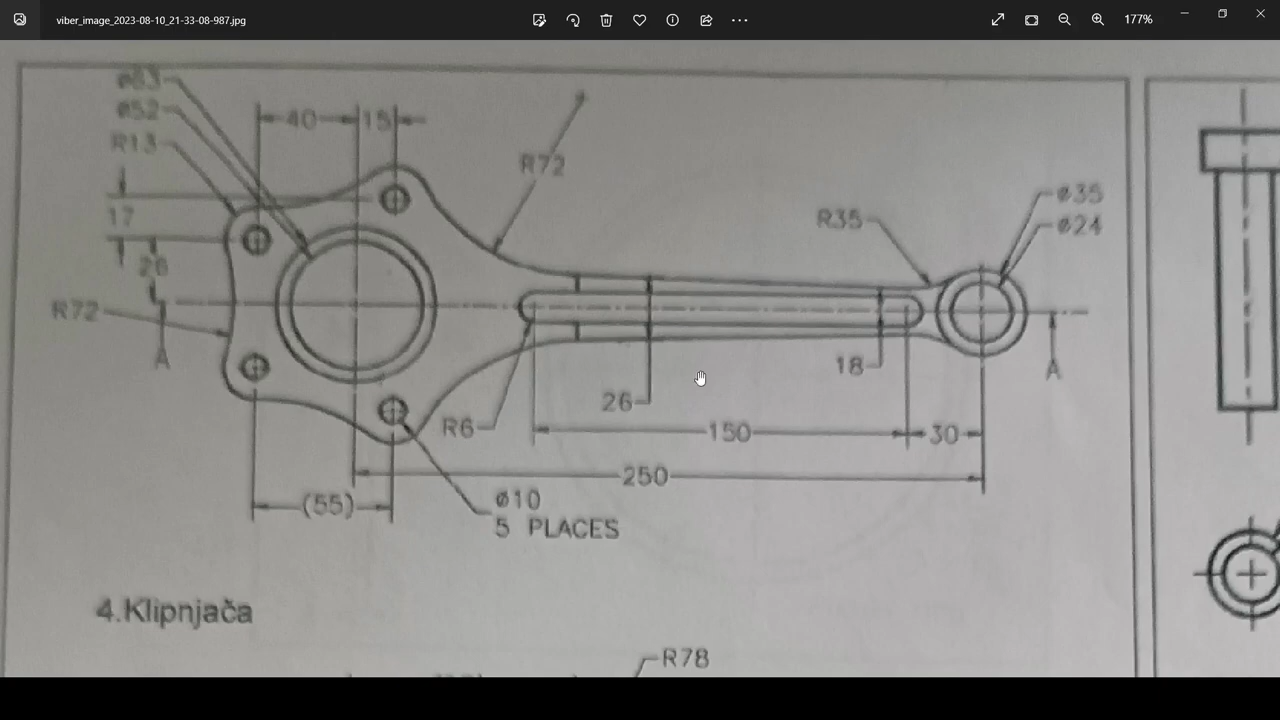 viber_image_2023-08-10_21-33-08-987.jpg
177%
ø63
ø52
R13
40
15
R72
17
26
R35
ø35
ø24
R72
A
A
18
26
R6
150
30
250
(55)
ø10
5 PLACES
4.Klipnjača
R78